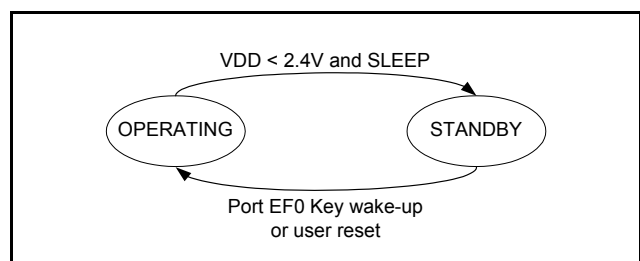 VDD < 2.4V and SLEEP
OPERATING
STANDBY
Port EF0 Key wake-up
or user reset